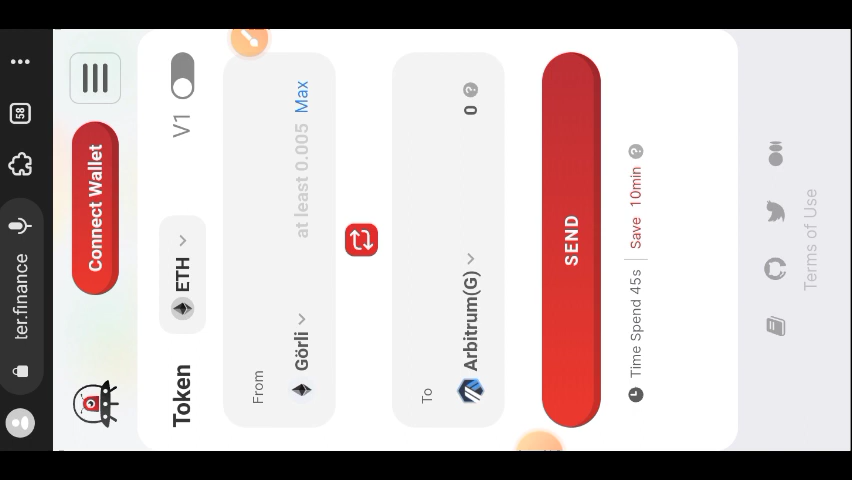 58
ter.finance
Connect Wallet
Token
ETH
V1
From
Görli
at least 0.005
Max
To
Arbitrum(G)
0
SEND
Time Spend 45s
Save 10min
Terms of Use